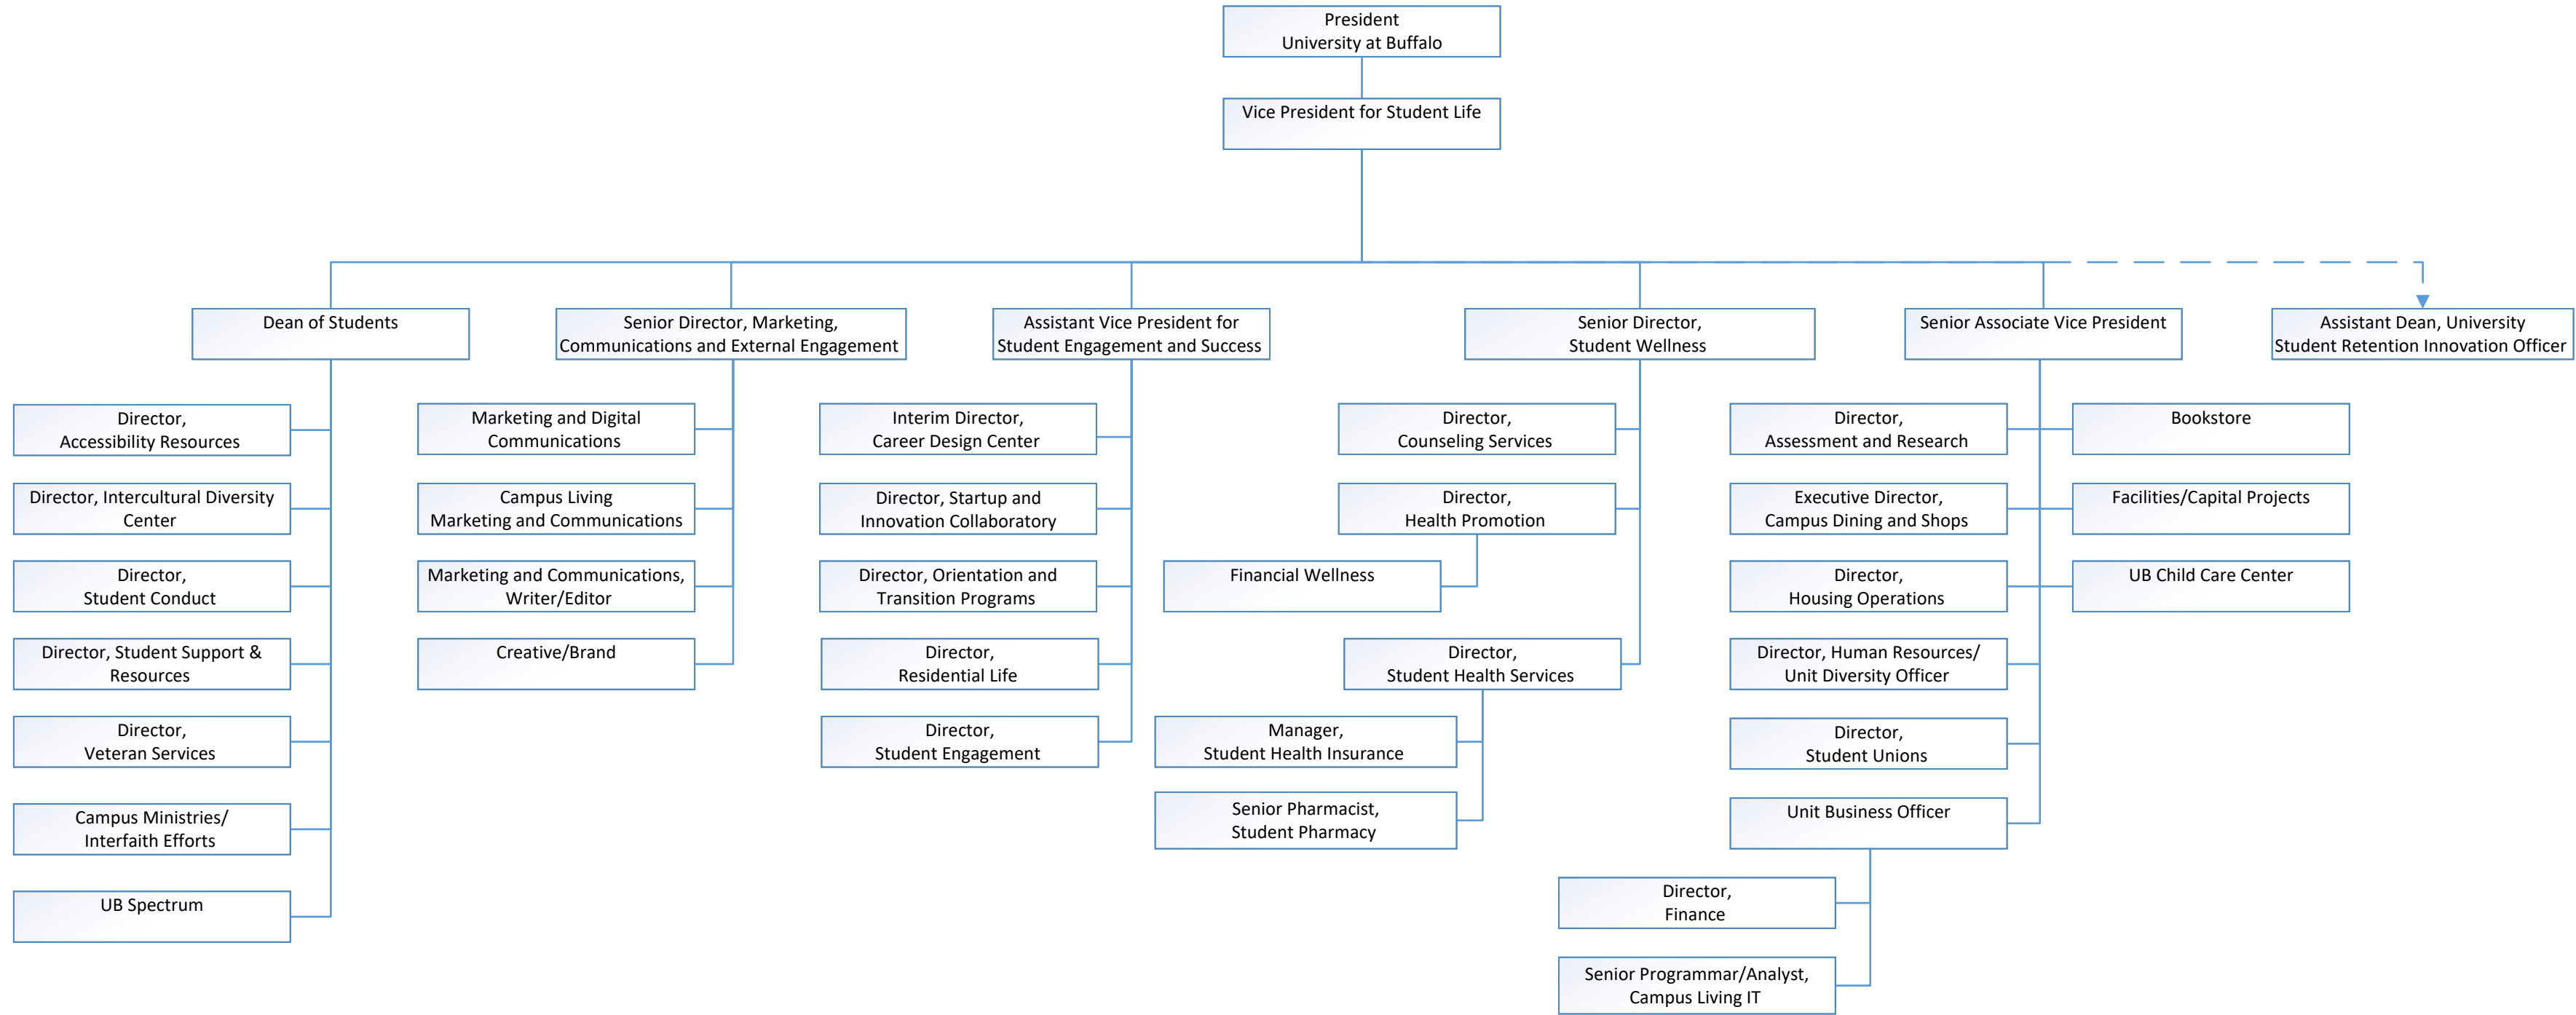 President
University at Buffalo
Vice President for Student Life
Dean of Students
Senior Director, Marketing,
Communications and External Engagement
Assistant Vice President for
Student Engagement and Success
Senior Director,
Student Wellness
Senior Associate Vice President
Assistant Dean, University
Student Retention Innovation Officer
Director,
Accessibility Resources
Director, Intercultural Diversity
Center
Director,
Student Conduct
Director, Student Support &
Resources
Director,
Veteran Services
Campus Ministries/
Interfaith Efforts
UB Spectrum
Marketing and Digital
Communications
Campus Living
Marketing and Communications
Marketing and Communications,
Writer/Editor
Creative/Brand
Interim Director,
Career Design Center
Director, Startup and
Innovation Collaboratory
Director, Orientation and
Transition Programs
Director,
Residential Life
Director,
Student Engagement
Director,
Counseling Services
Director,
Health Promotion
Financial Wellness
Director,
Student Health Services
Manager,
Student Health Insurance
Senior Pharmacist,
Student Pharmacy
Director,
Assessment and Research
Executive Director,
Campus Dining and Shops
Director,
Housing Operations
Director, Human Resources/
Unit Diversity Officer
Director,
Student Unions
Unit Business Officer
Director,
Finance
Senior Programmar/Analyst,
Campus Living IT
Bookstore
Facilities/Capital Projects
UB Child Care Center